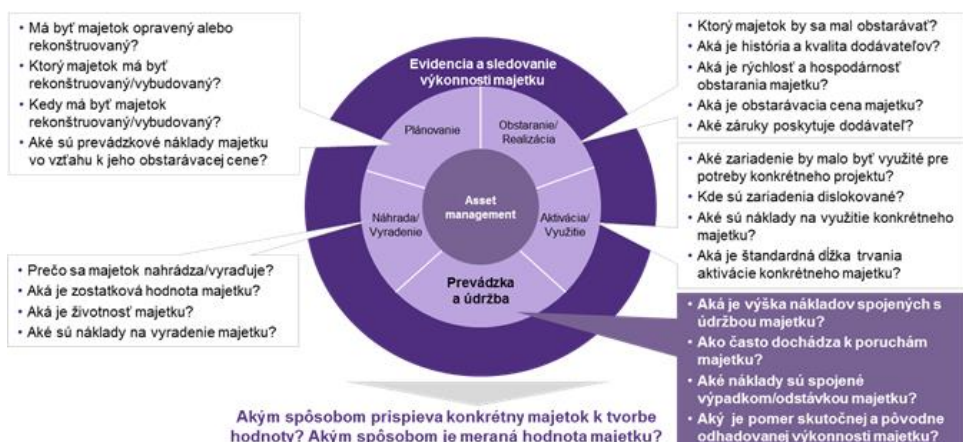 • Má byť majetok opravený alebo
rekonštruovaný?
• Ktorý majetok má byť
rekonštruovaný/vybudovaný?
• Kedy má byť majetok
rekonštruovaný/vybudovaný?
• Aké sú prevádzkové náklady majetku
vo vzťahu k jeho obstarávacej cene?
Evidencia a sledovanie
výkonnosti majetku
Plánovanie
Obstaranie/
Realizácia
Asset
management
Náhrada/
Vyradenie
Aktivácia/
Využitie
Prevádzka
a údržba
• Ktorý majetok by sa mal obstarávať?
• Aká je história a kvalita dodávateľov?
• Aká je rýchlosť a hospodárnosť
obstarania majetku?
• Aká je obstarávacia cena majetku?
• Aké záruky poskytuje dodávateľ?
• Aké zariadenie by malo byť využité pre
potreby konkrétneho projektu?
• Kde sú zariadenia dislokované?
• Aké sú náklady na využitie konkrétneho
majetku?
• Aká je štandardná dĺžka trvania
aktivácie konkrétneho majetku?
• Prečo sa majetok nahrádza/vyraďuje?
• Aká je zostatková hodnota majetku?
• Aká je životnosť majetku?
• Aké sú náklady na vyradenie majetku?
• Aká je výška nákladov spojených s
údržbou majetku?
• Ako často dochádza k poruchám
majetku?
• Aké náklady sú spojené
výpadkom/odstávkou majetku?
• Aký je pomer skutočnej a pôvodne
odhadovanej výkonnosti majetku?
Akým spôsobom prispieva konkrétny majetok k tvorbe
hodnoty? Akým spôsobom je meraná hodnota majetku?